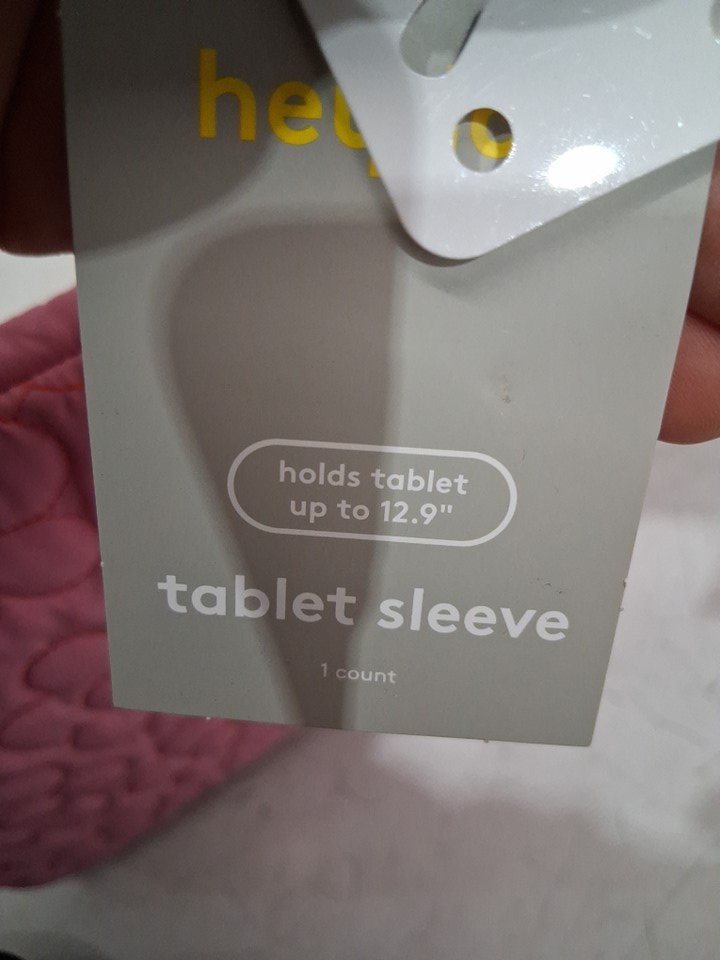 holds tablet
up to 12.9"
tablet sleeve
1 count